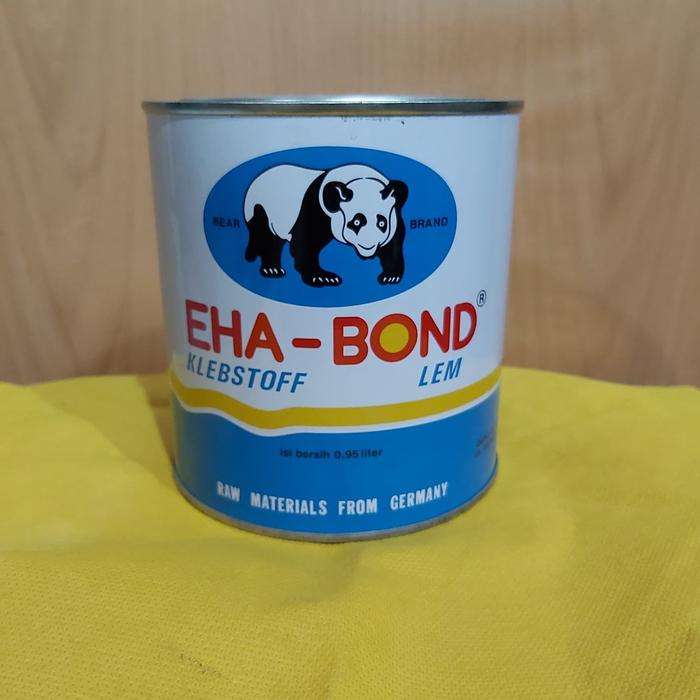 BEAR BRAND
EHA-BOND®
KLEBSTOFF LEM
isi bersih 0,95 liter
RAW MATERIALS FROM GERMANY